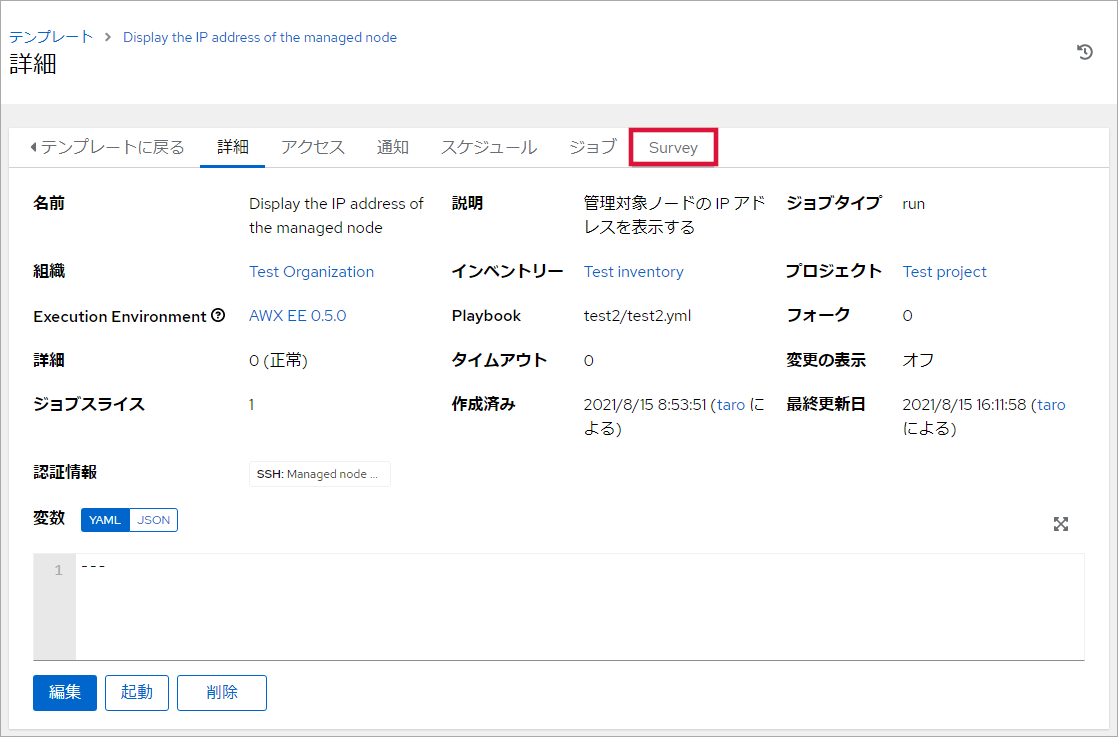 テンプレート > Display the IP address of the managed node
詳細
テンプレートに戻る 詳細 アクセス 通知 スケジュール ジョブ Survey
名前 Display the IP address of the managed node 説明 管理対象ノードの IP アドレスを表示する ジョブタイプ run
組織 Test Organization インベントリー Test inventory プロジェクト Test project
Execution Environment AWX EE 0.5.0 Playbook test2/test2.yml フォーク 0
詳細 0 (正常) タイムアウト 0 変更の表示 オフ
ジョブスライス 1 作成済み 2021/8/15 8:53:51 (taro による) 最終更新日 2021/8/15 16:11:58 (taro による)
認証情報 SSH: Managed node ...
変数 YAML JSON
1 ---
編集 起動 削除